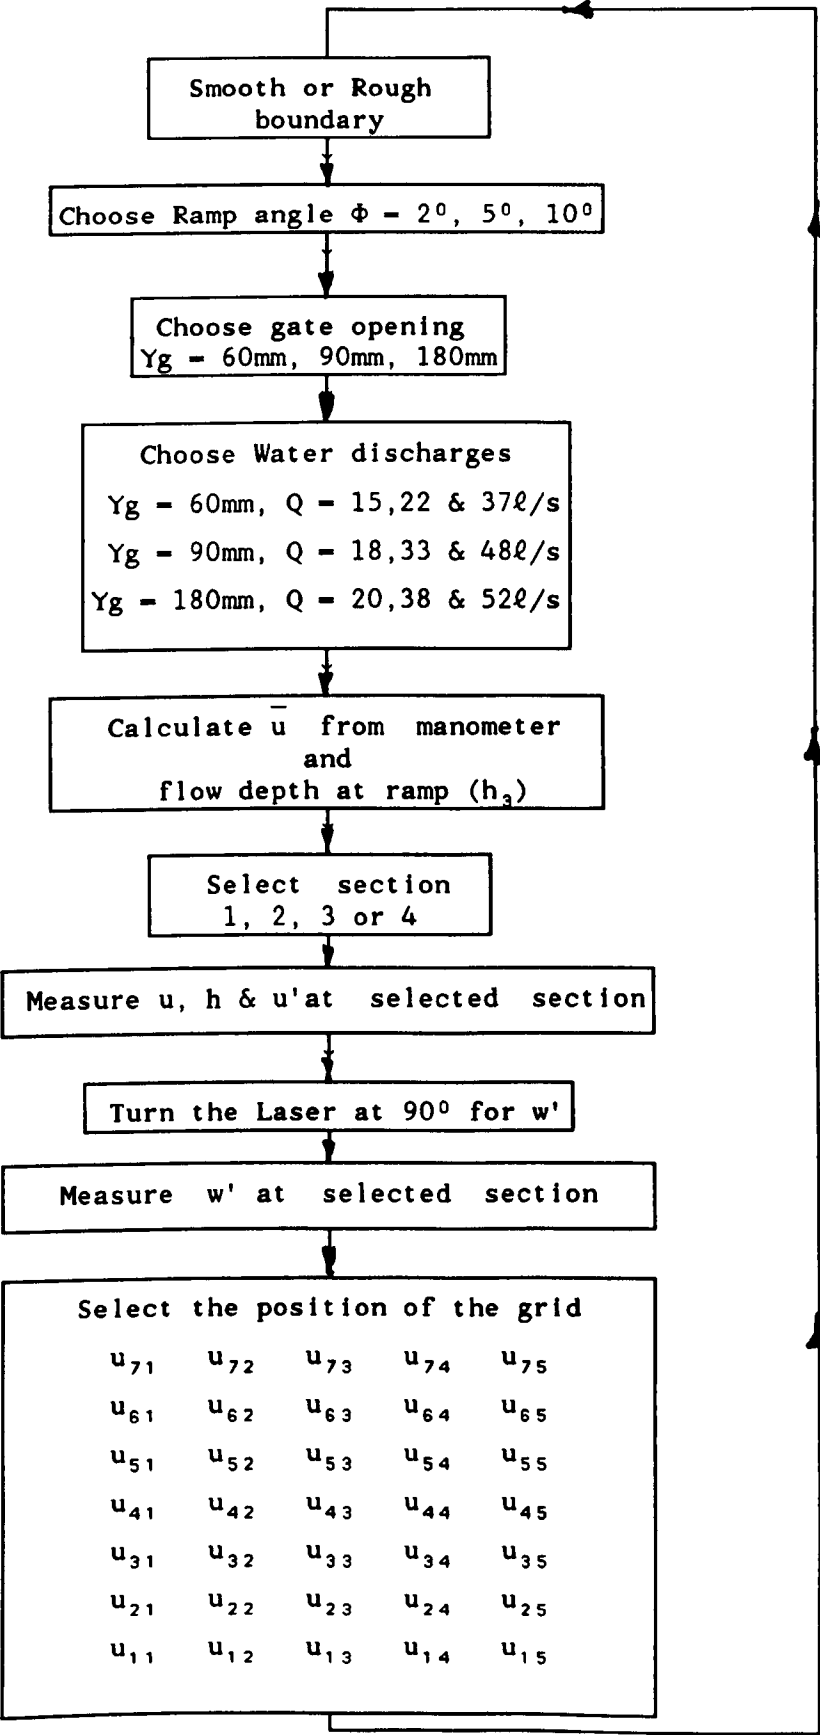 Smooth or Rough
boundary
Choose Ramp angle Φ = 2⁰, 5⁰, 10⁰
Choose gate opening
Yg = 60mm, 90mm, 180mm
Choose Water discharges
Yg = 60mm, Q = 15,22 & 37ℓ/s
Yg = 90mm, Q = 18,33 & 48ℓ/s
Yg = 180mm, Q = 20,38 & 52ℓ/s
Calculate u̅ from manometer
and
flow depth at ramp (h₃)
Select section
1, 2, 3 or 4
Measure u, h & u'at selected section
Turn the Laser at 90⁰ for w'
Measure w' at selected section
Select the position of the grid
u₇₁ u₇₂ u₇₃ u₇₄ u₇₅
u₆₁ u₆₂ u₆₃ u₆₄ u₆₅
u₅₁ u₅₂ u₅₃ u₅₄ u₅₅
u₄₁ u₄₂ u₄₃ u₄₄ u₄₅
u₃₁ u₃₂ u₃₃ u₃₄ u₃₅
u₂₁ u₂₂ u₂₃ u₂₄ u₂₅
u₁₁ u₁₂ u₁₃ u₁₄ u₁₅